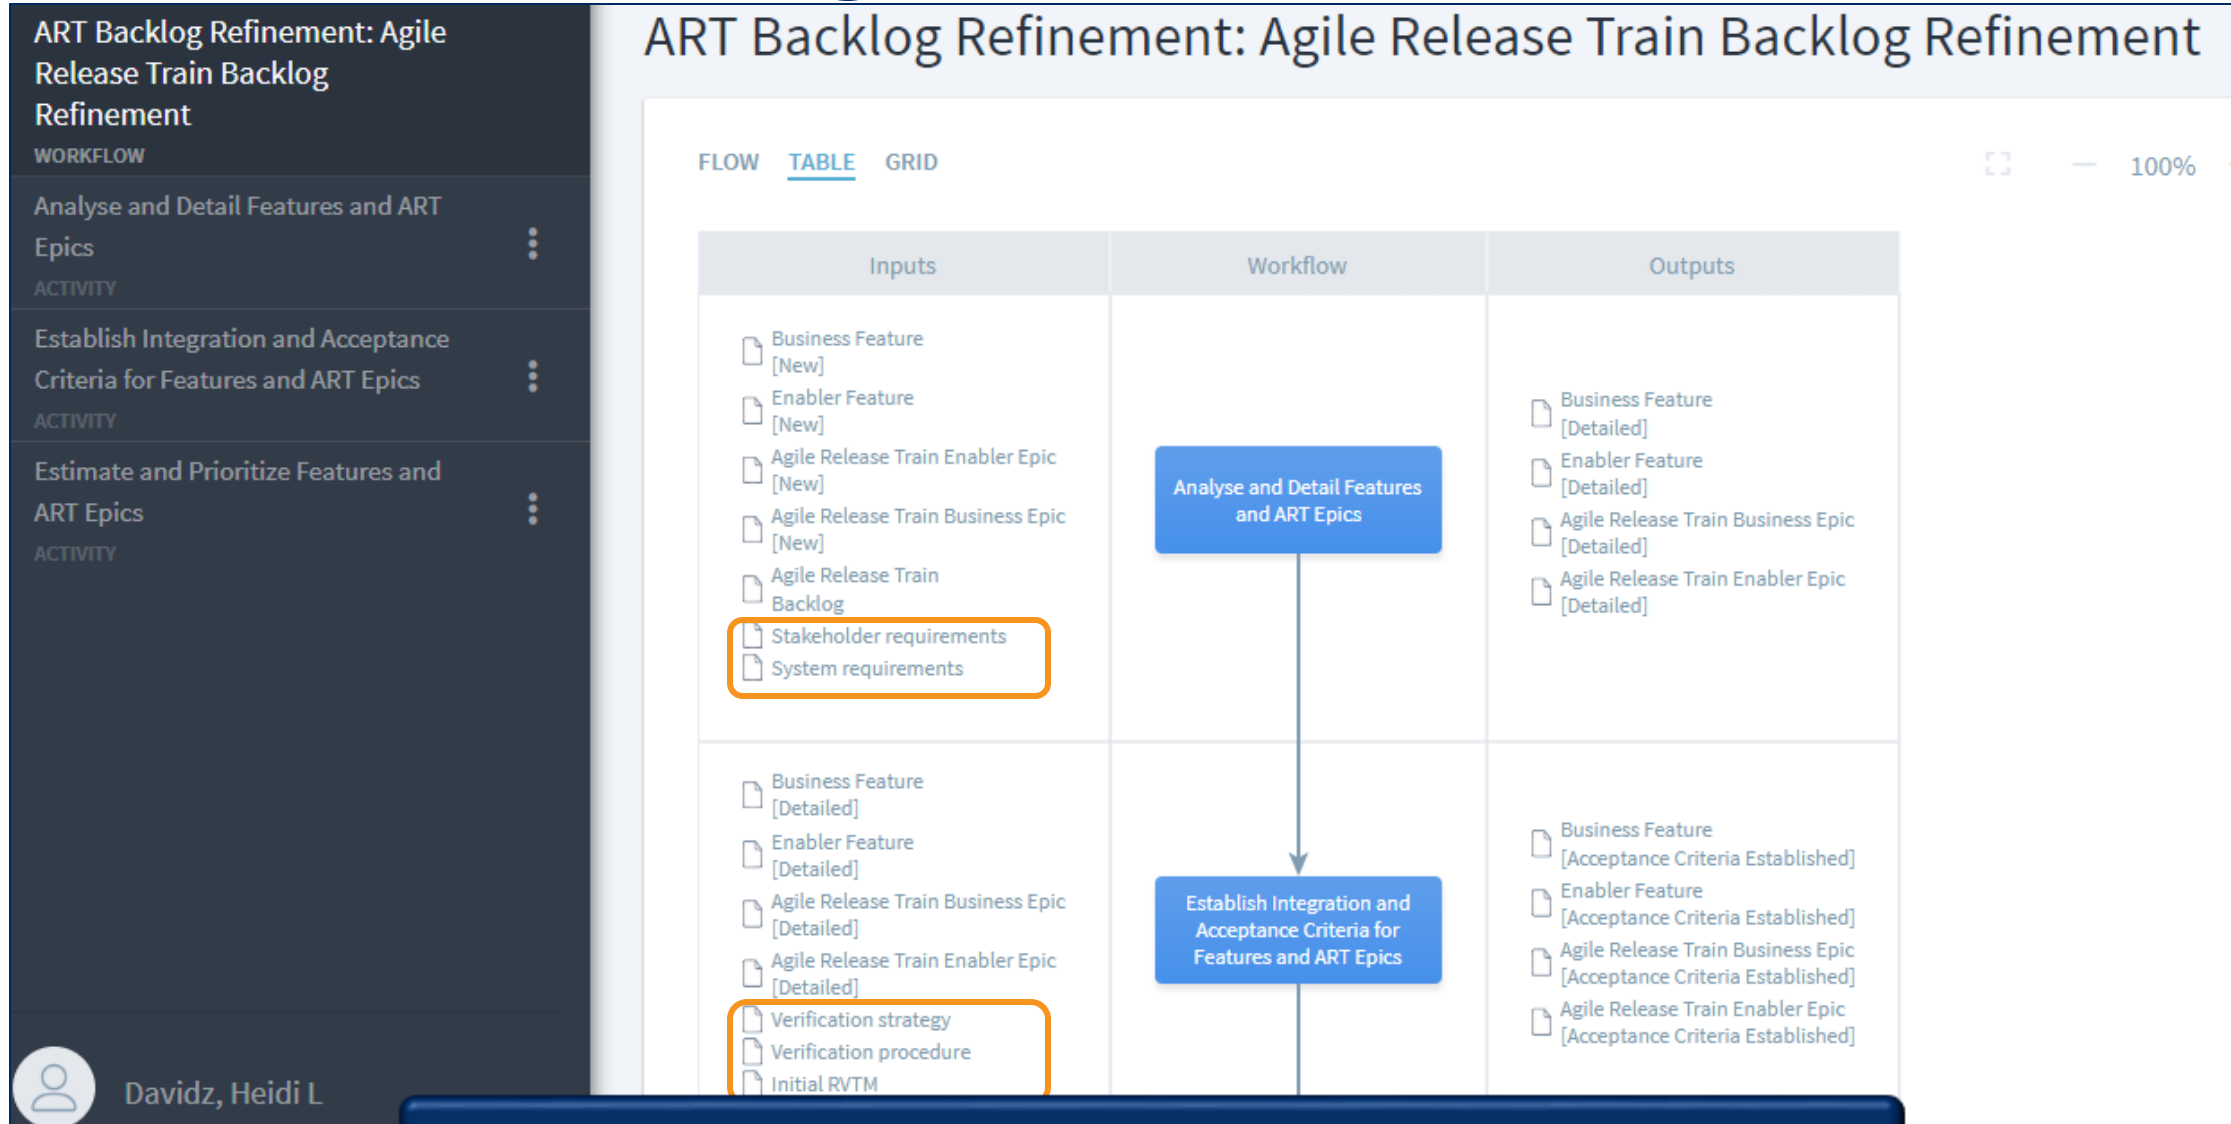 ART Backlog Refinement: Agile
Release Train Backlog
Refinement
WORKFLOW
Analyse and Detail Features and ART
Epics
ACTIVITY
Establish Integration and Acceptance
Criteria for Features and ART Epics
ACTIVITY
Estimate and Prioritize Features and
ART Epics
ACTIVITY
Davidz, Heidi L
ART Backlog Refinement: Agile Release Train Backlog Refinement
FLOW TABLE GRID
100%
Inputs Workflow Outputs
Business Feature
[New]
Enabler Feature
[New]
Agile Release Train Enabler Epic
[New]
Agile Release Train Business Epic
[New]
Agile Release Train
Backlog
Stakeholder requirements
System requirements
Analyse and Detail Features
and ART Epics
Business Feature
[Detailed]
Enabler Feature
[Detailed]
Agile Release Train Business Epic
[Detailed]
Agile Release Train Enabler Epic
[Detailed]
Business Feature
[Detailed]
Enabler Feature
[Detailed]
Agile Release Train Business Epic
[Detailed]
Agile Release Train Enabler Epic
[Detailed]
Verification strategy
Verification procedure
Initial RVTM
Establish Integration and
Acceptance Criteria for
Features and ART Epics
Business Feature
[Acceptance Criteria Established]
Enabler Feature
[Acceptance Criteria Established]
Agile Release Train Business Epic
[Acceptance Criteria Established]
Agile Release Train Enabler Epic
[Acceptance Criteria Established]